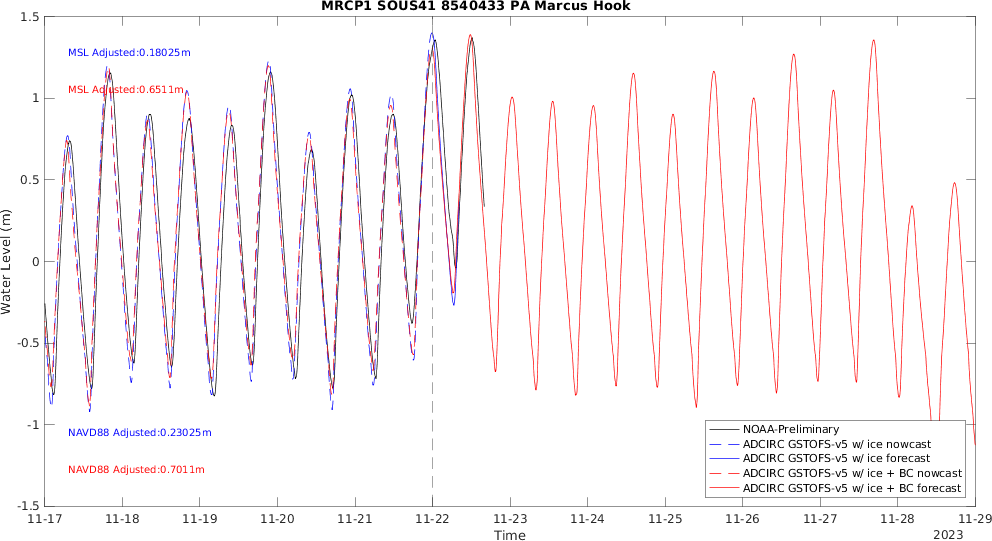 MRCP1 SOUS41 8540433 PA Marcus Hook
1.5
1
0.5
0
-0.5
-1
-1.5
Water Level (m)
MSL Adjusted:0.18025m
MSL Adjusted:0.6511m
NAVD88 Adjusted:0.23025m
NAVD88 Adjusted:0.7011m
NOAA-Preliminary
ADCIRC GSTOFS-v5 w/ ice nowcast
ADCIRC GSTOFS-v5 w/ ice forecast
ADCIRC GSTOFS-v5 w/ ice + BC nowcast
ADCIRC GSTOFS-v5 w/ ice + BC forecast
11-17 11-18 11-19 11-20 11-21 11-22 11-23 11-24 11-25 11-26 11-27 11-28 11-29
Time
2023